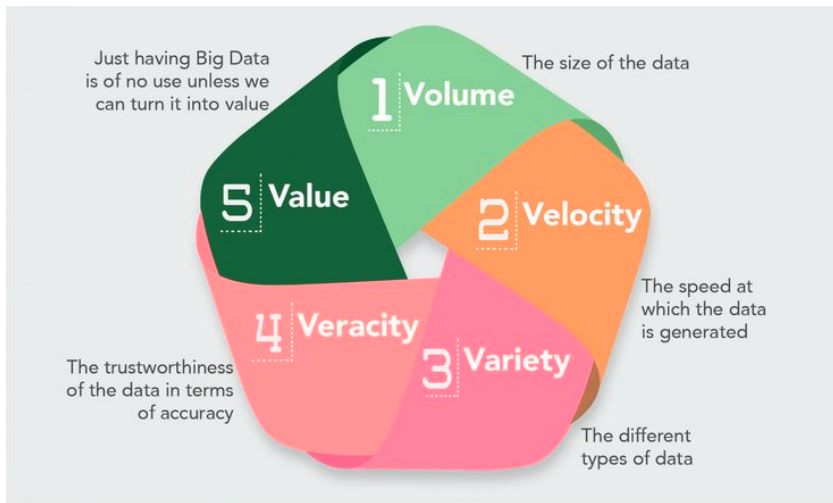 1 Volume
The size of the data
2 Velocity
The speed at
which the data
is generated
3 Variety
The different
types of data
4 Veracity
The trustworthiness
of the data in terms
of accuracy
5 Value
Just having Big Data
is of no use unless we
can turn it into value